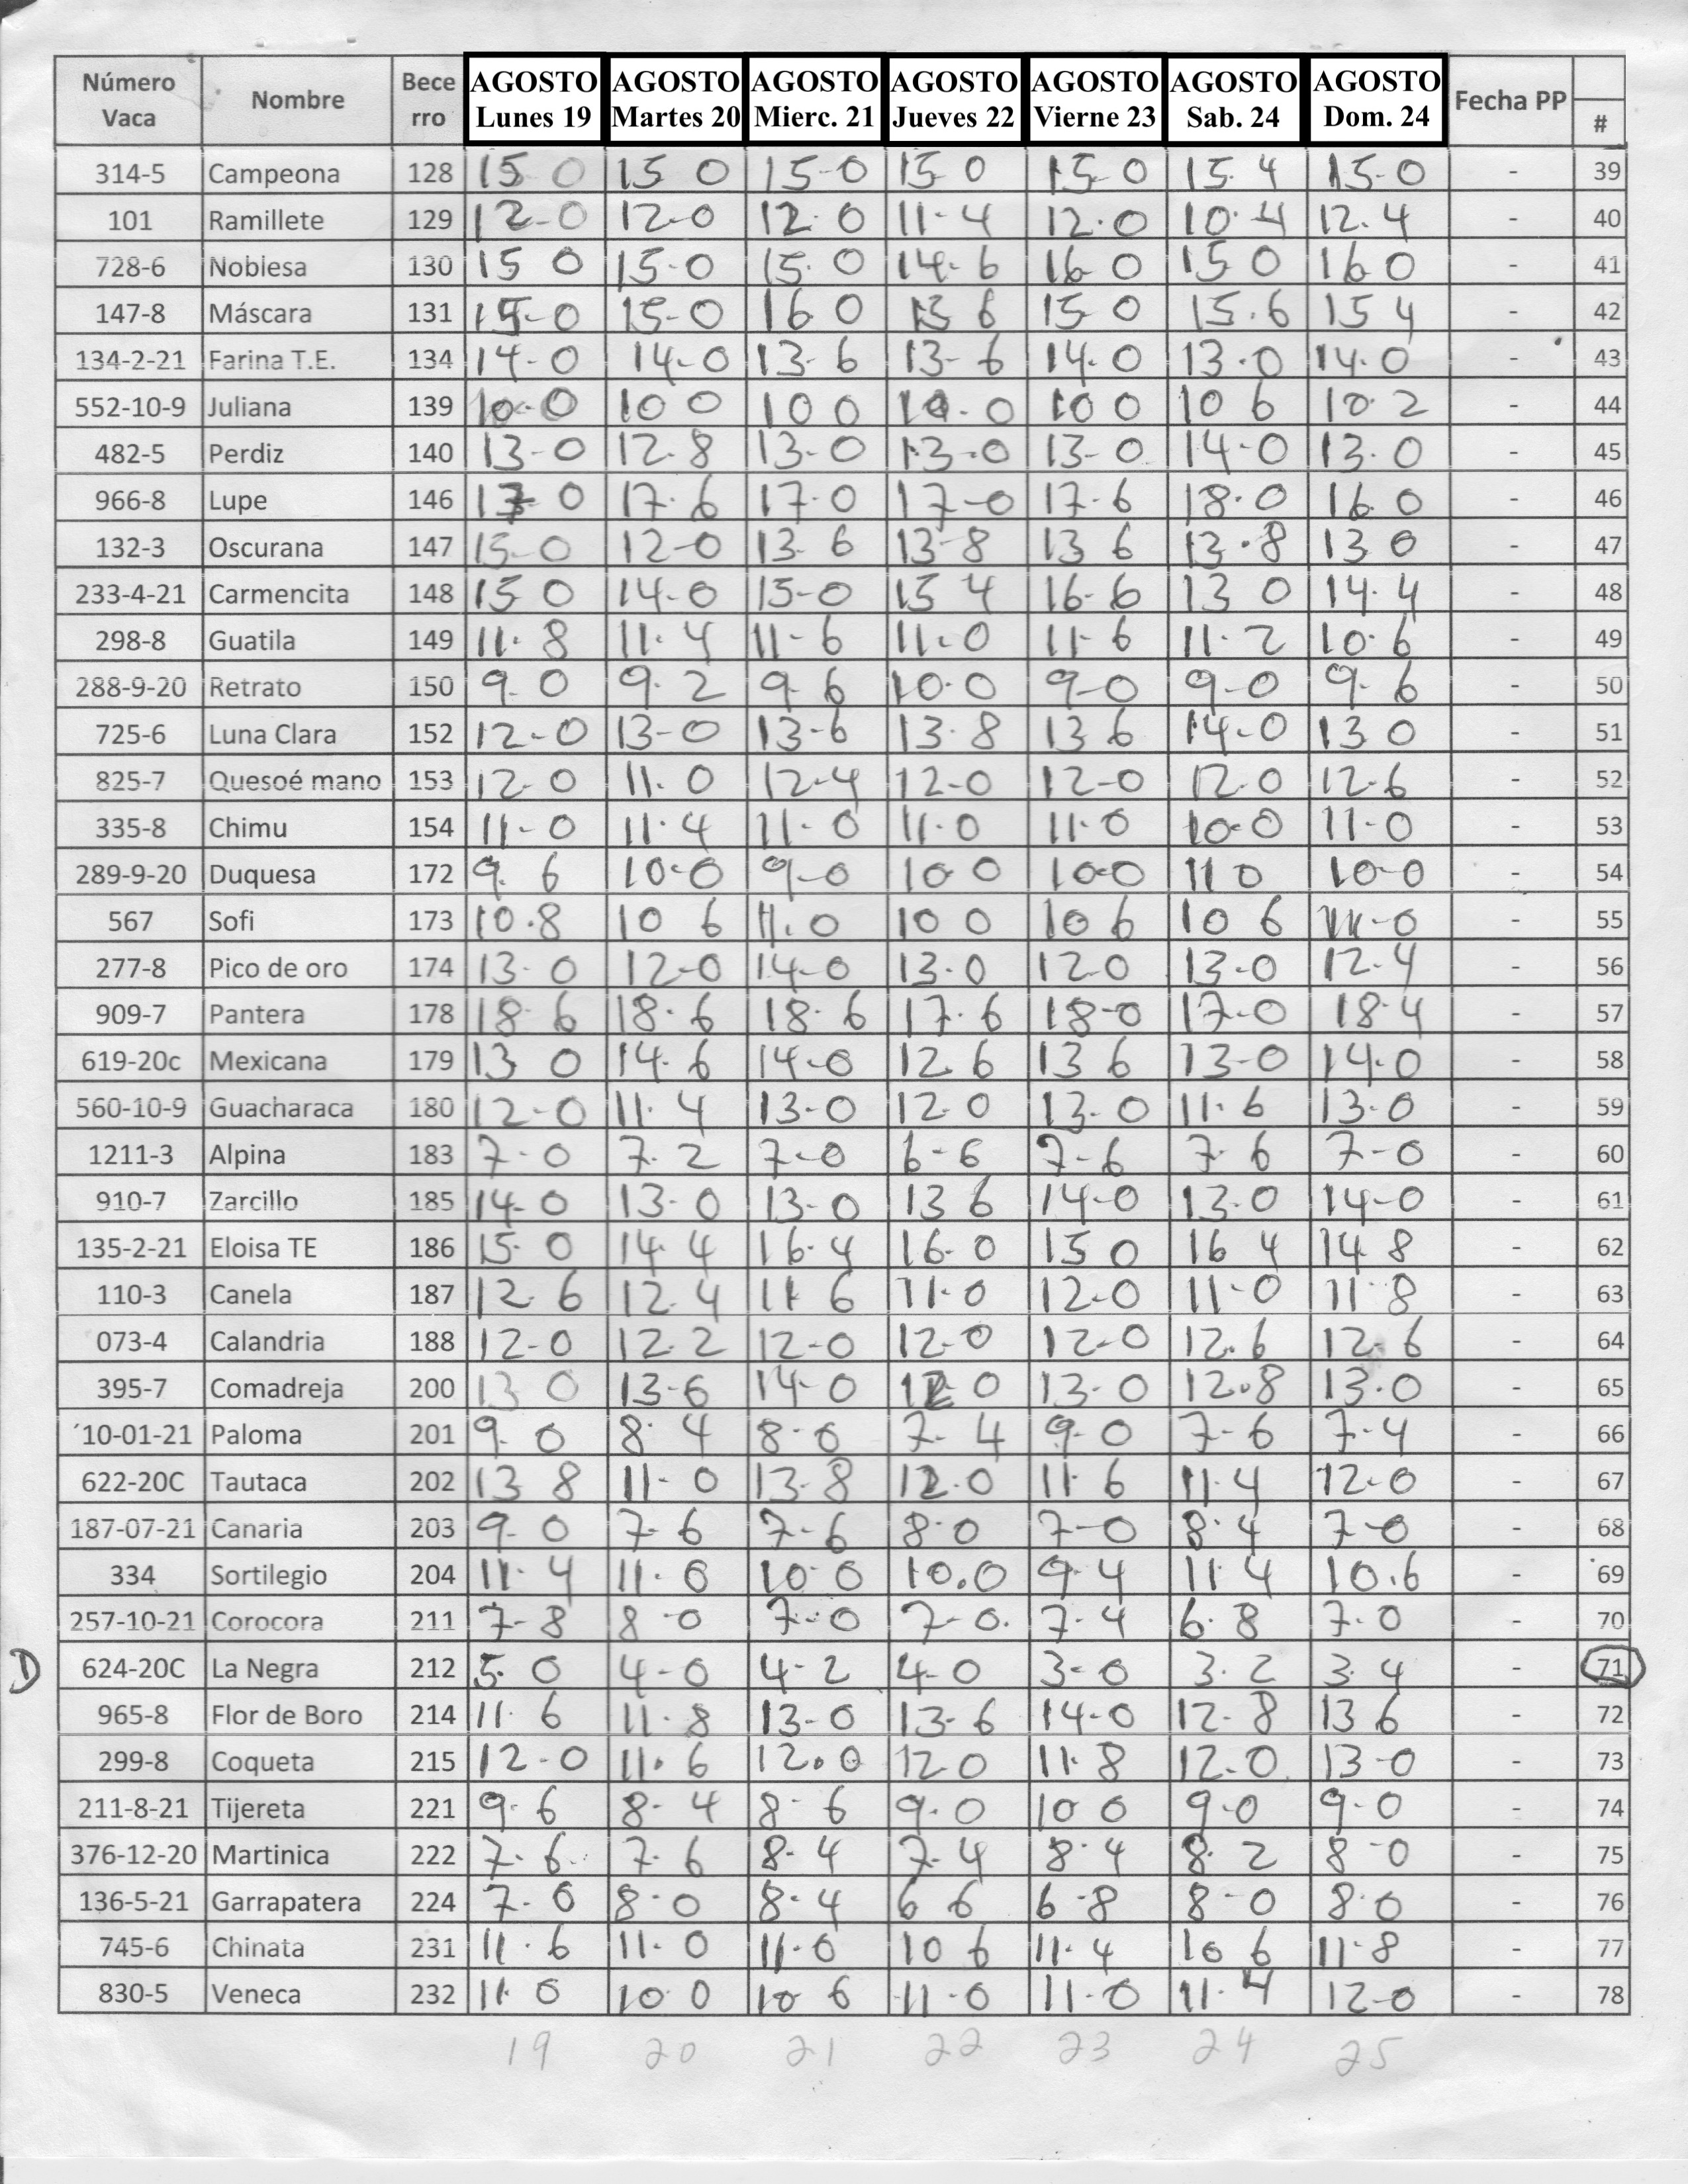 Número Vaca Nombre Bece rro AGOSTO Lunes 19 AGOSTO Martes 20 AGOSTO Mierc. 21 AGOSTO Jueves 22 AGOSTO Vierne 23 AGOSTO Sab. 24 AGOSTO Dom. 24 Fecha PP #
314-5 Campeona 128 15 0 15 0 15-0 15 0 15-0 15.4 15-0 - 39
101 Ramillete 129 12-0 12-0 12.0 11-4 12.0 10.4 12.4 - 40
728-6 Nobiesa 130 15 0 15-0 15.0 14-6 16-0 15 0 16 0 - 41
147-8 Máscara 131 15-0 15-0 16 0 13 6 15 0 15.6 15 4 - 42
134-2-21 Farina T.E. 134 14-0 14-0 13-6 13-6 14-0 13.0 14.0 - 43
552-10-9 Juliana 139 10-0 10 0 10 0 10-0 10 0 10 6 10.2 - 44
482-5 Perdiz 140 13-0 12.8 13-0 13-0 13-0 14-0 13.0 - 45
966-8 Lupe 146 17 0 17.6 17.0 17-0 17-6 18.0 16.0 - 46
132-3 Oscurana 147 15-0 12-0 13-6 13-8 13 6 13.8 13 0 - 47
233-4-21 Carmencita 148 15 0 14-0 15-0 15 4 16-6 13 0 14.4 - 48
298-8 Guatila 149 11.8 11.4 11-6 11-0 11-6 11.2 10.6 - 49
288-9-20 Retrato 150 9.0 9.2 9-6 10.0 9-0 9-0 9-6 - 50
725-6 Luna Clara 152 12-0 13-0 13-6 13.8 13 6 14-0 13 0 - 51
825-7 Quesoé mano 153 12-0 11.0 12-4 12-0 12-0 12.0 12-6 - 52
335-8 Chimu 154 11-0 11.4 11-0 11.0 11.0 10-0 11-0 - 53
289-9-20 Duquesa 172 9.6 10-0 9-0 10 0 10-0 11 0 10-0 - 54
567 Sofi 173 10.8 10 6 11.0 10 0 10 6 10 6 11-0 - 55
277-8 Pico de oro 174 13-0 12-0 14-0 13.0 12.0 13-0 12.4 - 56
909-7 Pantera 178 18 6 18.6 18.6 17.6 18-0 17-0 18.4 - 57
619-20c Mexicana 179 13 0 14.6 14-0 12.6 13 6 13-0 14.0 - 58
560-10-9 Guacharaca 180 12-0 11.4 13-0 12 0 13-0 11.6 13-0 - 59
1211-3 Alpina 183 7-0 7.2 7-0 6-6 7-6 7.6 7-0 - 60
910-7 Zarcillo 185 14-0 13-0 13-0 13 6 14-0 13.0 14-0 - 61
135-2-21 Eloisa TE 186 15-0 14.4 16.4 16-0 15 0 16 4 14 8 - 62
110-3 Canela 187 12 6 12.4 11 6 11.0 12-0 11-0 11.8 - 63
073-4 Calandria 188 12-0 12.2 12-0 12-0 12-0 12.6 12.6 - 64
395-7 Comadreja 200 13 0 13-6 14-0 12 0 13-0 12.8 13.0 - 65
´10-01-21 Paloma 201 9-0 8.4 8.0 7-4 9-0 7-6 7-4 - 66
622-20C Tautaca 202 13 8 11-0 13-8 12.0 11.6 11.4 12-0 - 67
187-07-21 Canaria 203 9-0 7-6 7-6 8.0 7-0 8.4 7-0 - 68
334 Sortilegio 204 11.4 11.0 10.0 10.0 9-4 11 4 10.6 - 69
257-10-21 Corocora 211 7-8 8-0 7-0 7-0. 7.4 6.8 7.0 - 70
D 624-20C La Negra 212 5.0 4-0 4-2 4-0 3-0 3.2 3.4 - 71
965-8 Flor de Boro 214 11.6 11.8 13-0 13-6 14-0 12-8 13 6 - 72
299-8 Coqueta 215 12-0 11.6 12.0 12 0 11.8 12.0 13-0 - 73
211-8-21 Tijereta 221 9.6 8-4 8-6 9.0 10 0 9.0 9-0 - 74
376-12-20 Martinica 222 7-6 7.6 8-4 7-4 8.4 8.2 8-0 - 75
136-5-21 Garrapatera 224 7-0 8-0 8-4 6 6 6-8 8-0 8.0 - 76
745-6 Chinata 231 11.6 11-0 11-0 10 6 11.4 10 6 11-8 - 77
830-5 Veneca 232 11.0 10 0 10 6 11-0 11-0 11.4 12-0 - 78
19 20 21 22 23 24 25